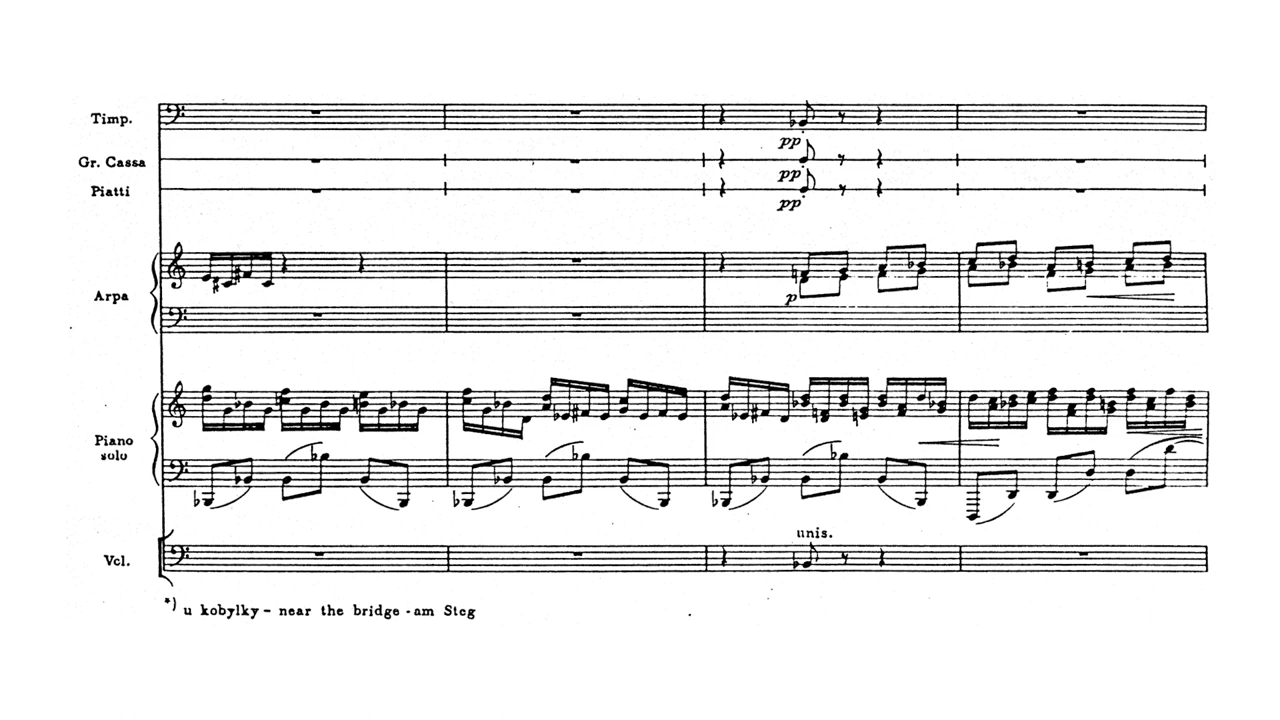 Timp.
pp
Gr. Cassa
pp
Piatti
pp
Arpa
p
Piano
solo
unis.
Vcl.
*) u kobylky – near the bridge - am Steg